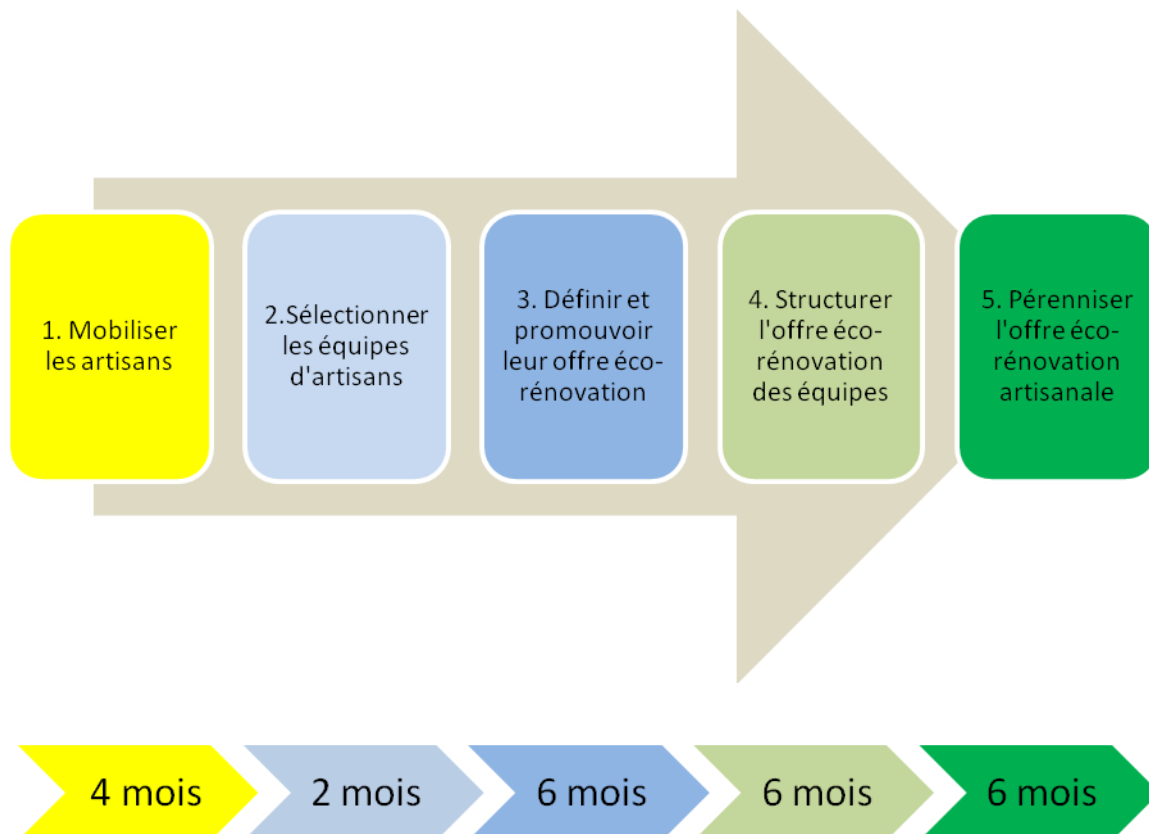 1. Mobiliser
les artisans
2.Sélectionner
les équipes
d'artisans
3. Définir et
promouvoir
leur offre éco-
rénovation
4. Structurer
l'offre éco-
rénovation
des équipes
5. Pérenniser
l'offre éco-
rénovation
artisanale
4 mois
2 mois
6 mois
6 mois
6 mois